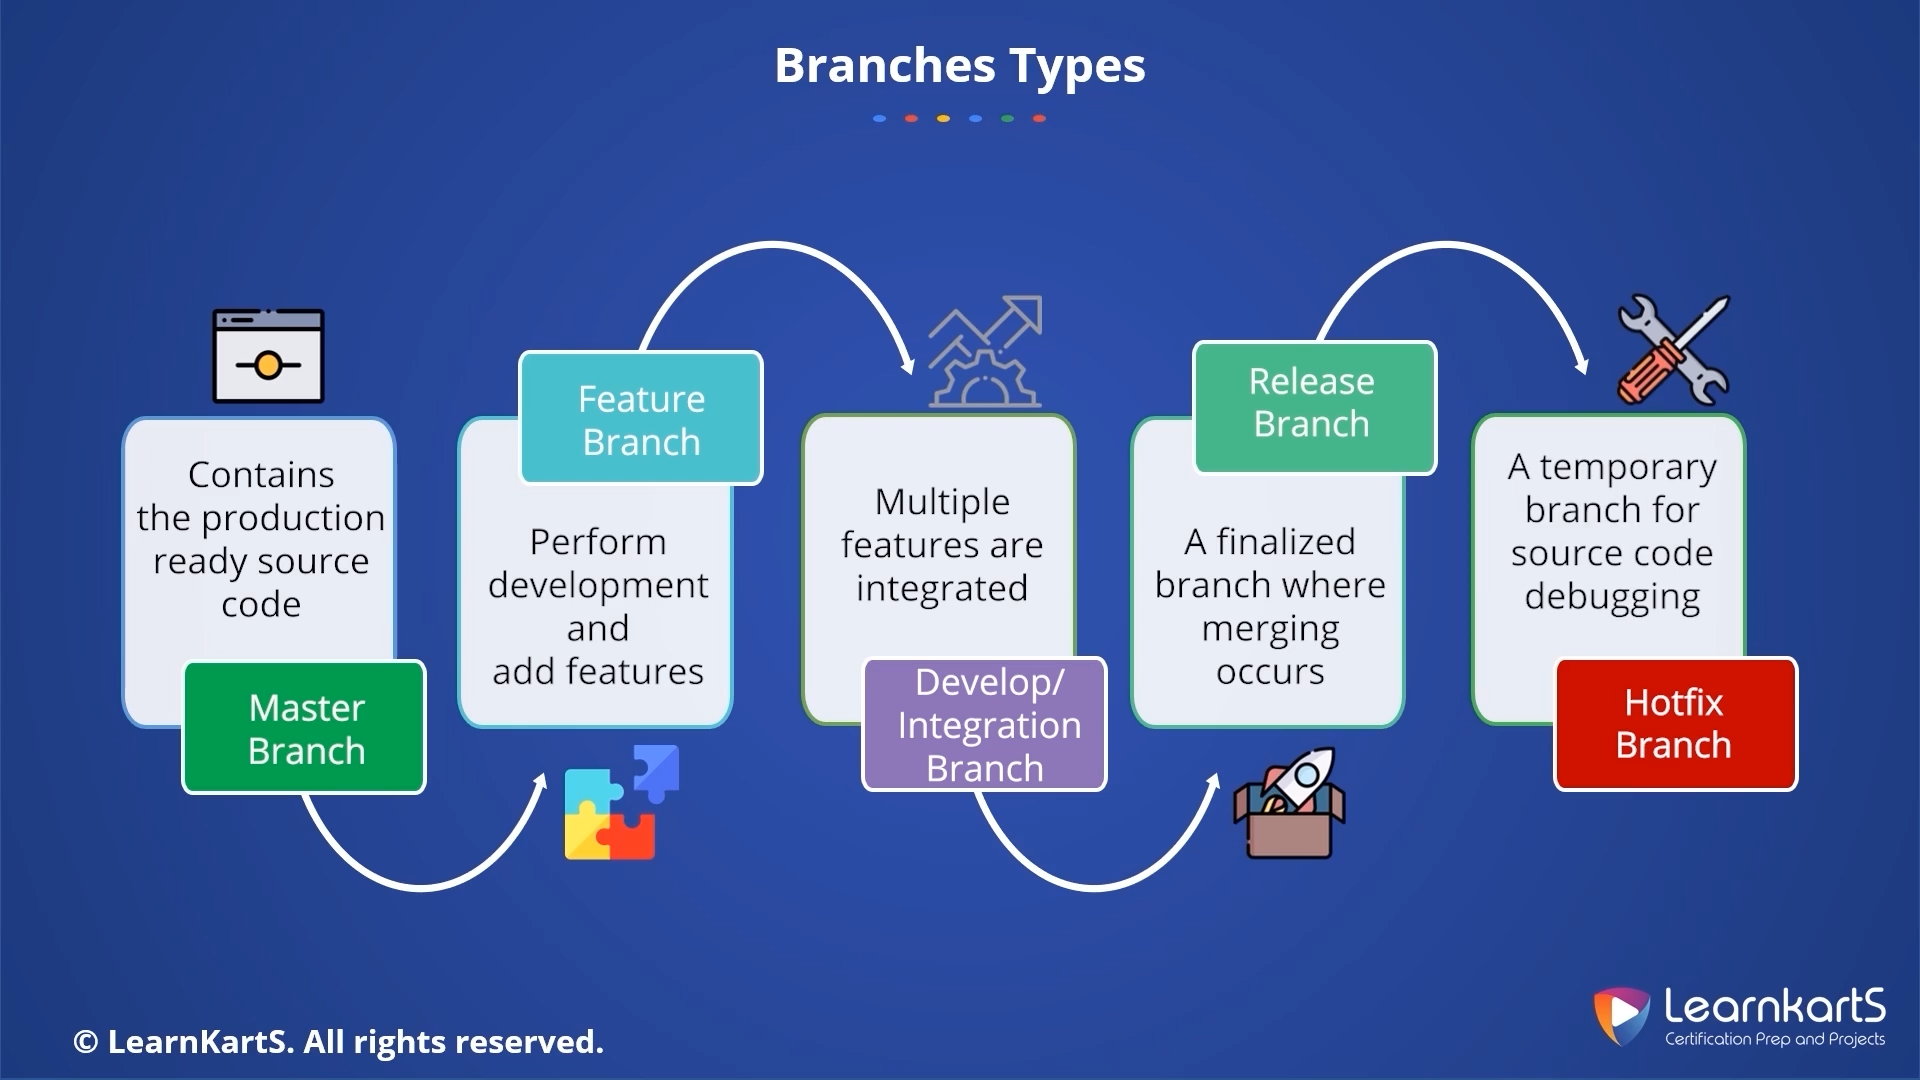 Branches Types
Contains
the production
ready source
code
Master
Branch
Feature
Branch
Perform
development
and
add features
Multiple
features are
integrated
Develop/
Integration
Branch
Release
Branch
A finalized
branch where
merging
occurs
A temporary
branch for
source code
debugging
Hotfix
Branch
© LearnKartS. All rights reserved.
LearnkartS
Certification Prep and Projects